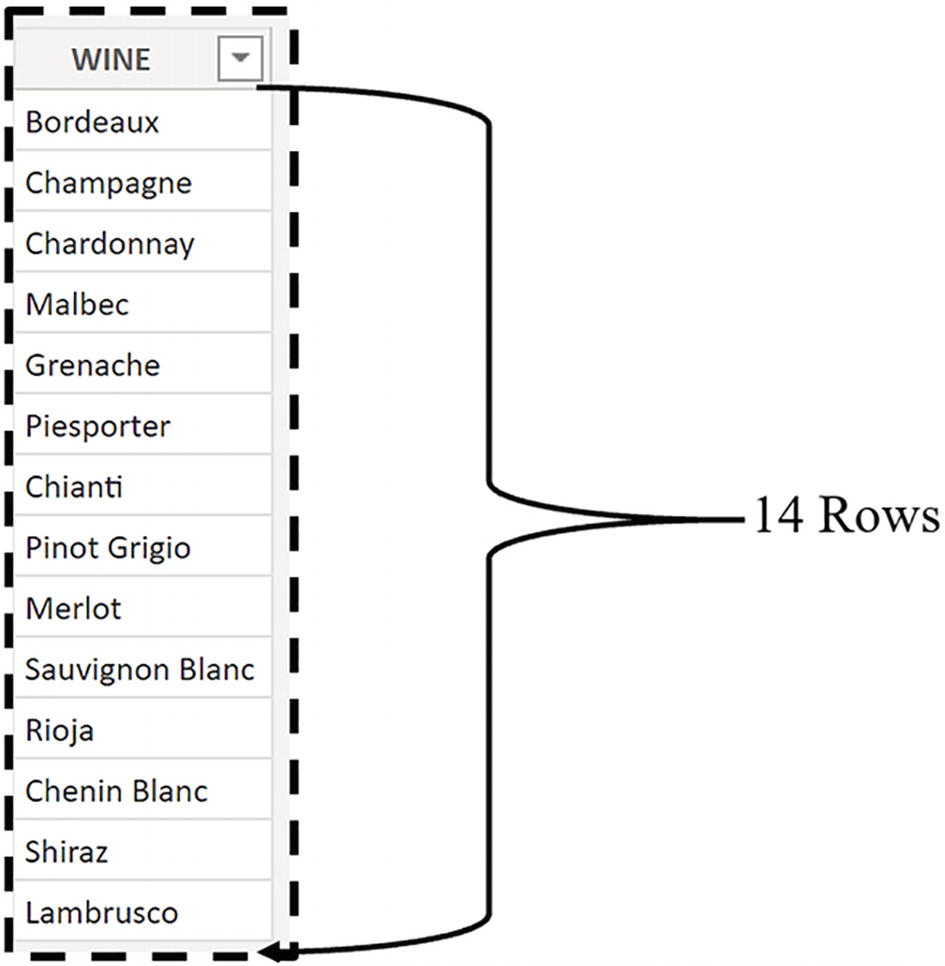 WINE
Bordeaux
Champagne
Chardonnay
Malbec
Grenache
Piesporter
Chianti
Pinot Grigio
Merlot
Sauvignon Blanc
Rioja
Chenin Blanc
Shiraz
Lambrusco
14 Rows